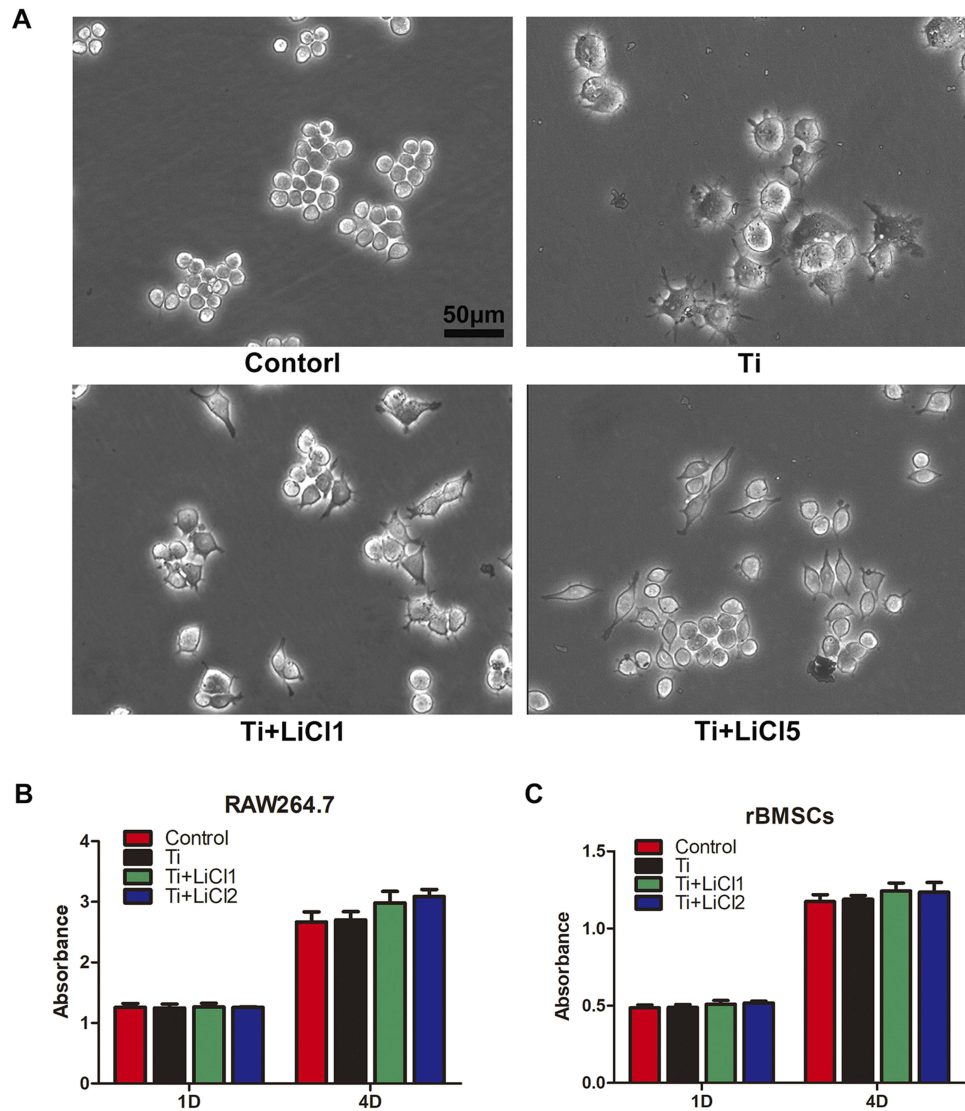 A
50µm
Contorl
Ti
Ti+LiCl1
Ti+LiCl5
B
RAW264.7
Control
Ti
Ti+LiCl1
Ti+LiCl2
Absorbance
4
3
2
1
0
1D
4D
C
rBMSCs
Control
Ti
Ti+LiCl1
Ti+LiCl2
Absorbance
1.5
1.0
0.5
0.0
1D
4D